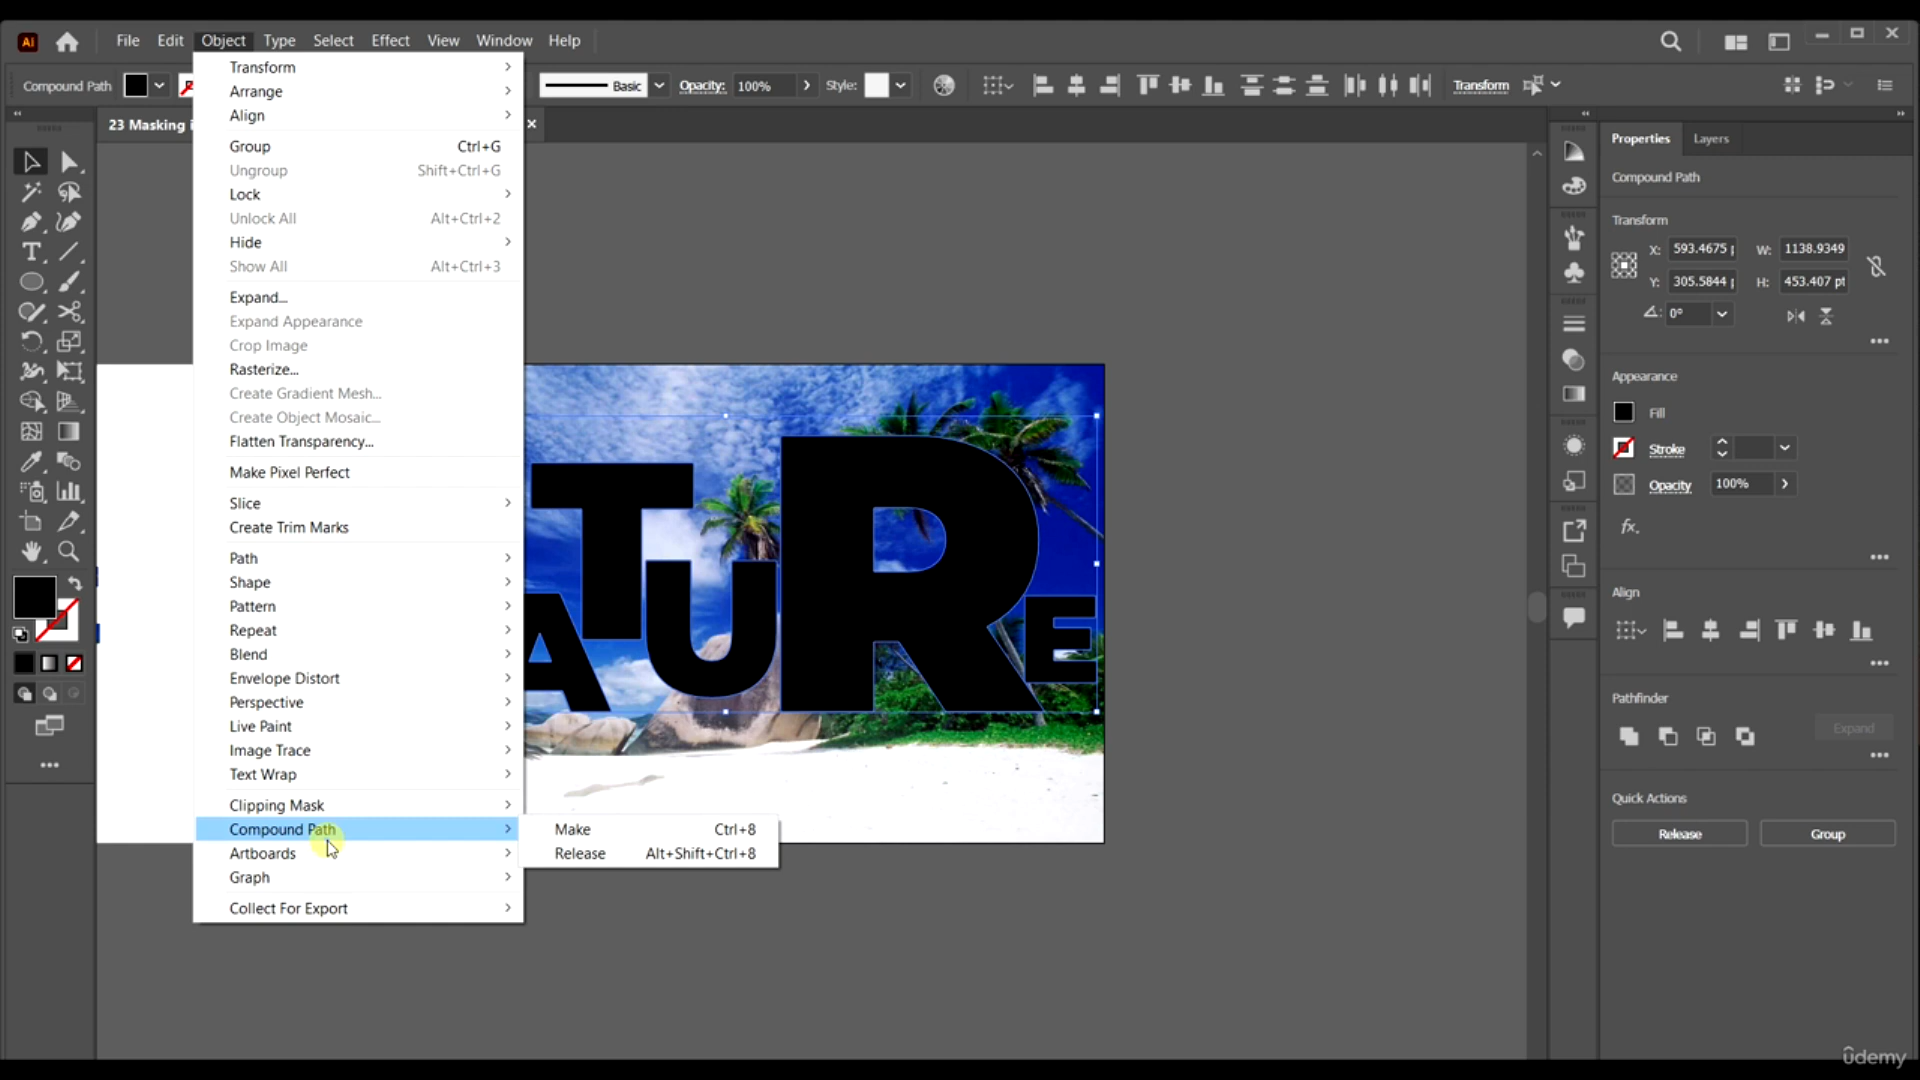 Ai File Edit Object Type Select Effect View Window Help
Compound Path Basic Opacity: 100% Style: Transform
23 Masking
Transform
Arrange
Align
Group Ctrl+G
Ungroup Shift+Ctrl+G
Lock
Unlock All Alt+Ctrl+2
Hide
Show All Alt+Ctrl+3
Expand...
Expand Appearance
Crop Image
Rasterize...
Create Gradient Mesh...
Create Object Mosaic...
Flatten Transparency...
Make Pixel Perfect
Slice
Create Trim Marks
Path
Shape
Pattern
Repeat
Blend
Envelope Distort
Perspective
Live Paint
Image Trace
Text Wrap
Clipping Mask
Compound Path
Artboards
Graph
Collect For Export
Make Ctrl+8
Release Alt+Shift+Ctrl+8
ATURE
Properties Layers
Compound Path
Transform
X: 593.4675 W: 1138.9349
Y: 305.5844 H: 453.407 pt
0°
Appearance
Fill
Stroke
Opacity 100%
fx.
Align
Pathfinder
Expand
Quick Actions
Release Group
ûdemy